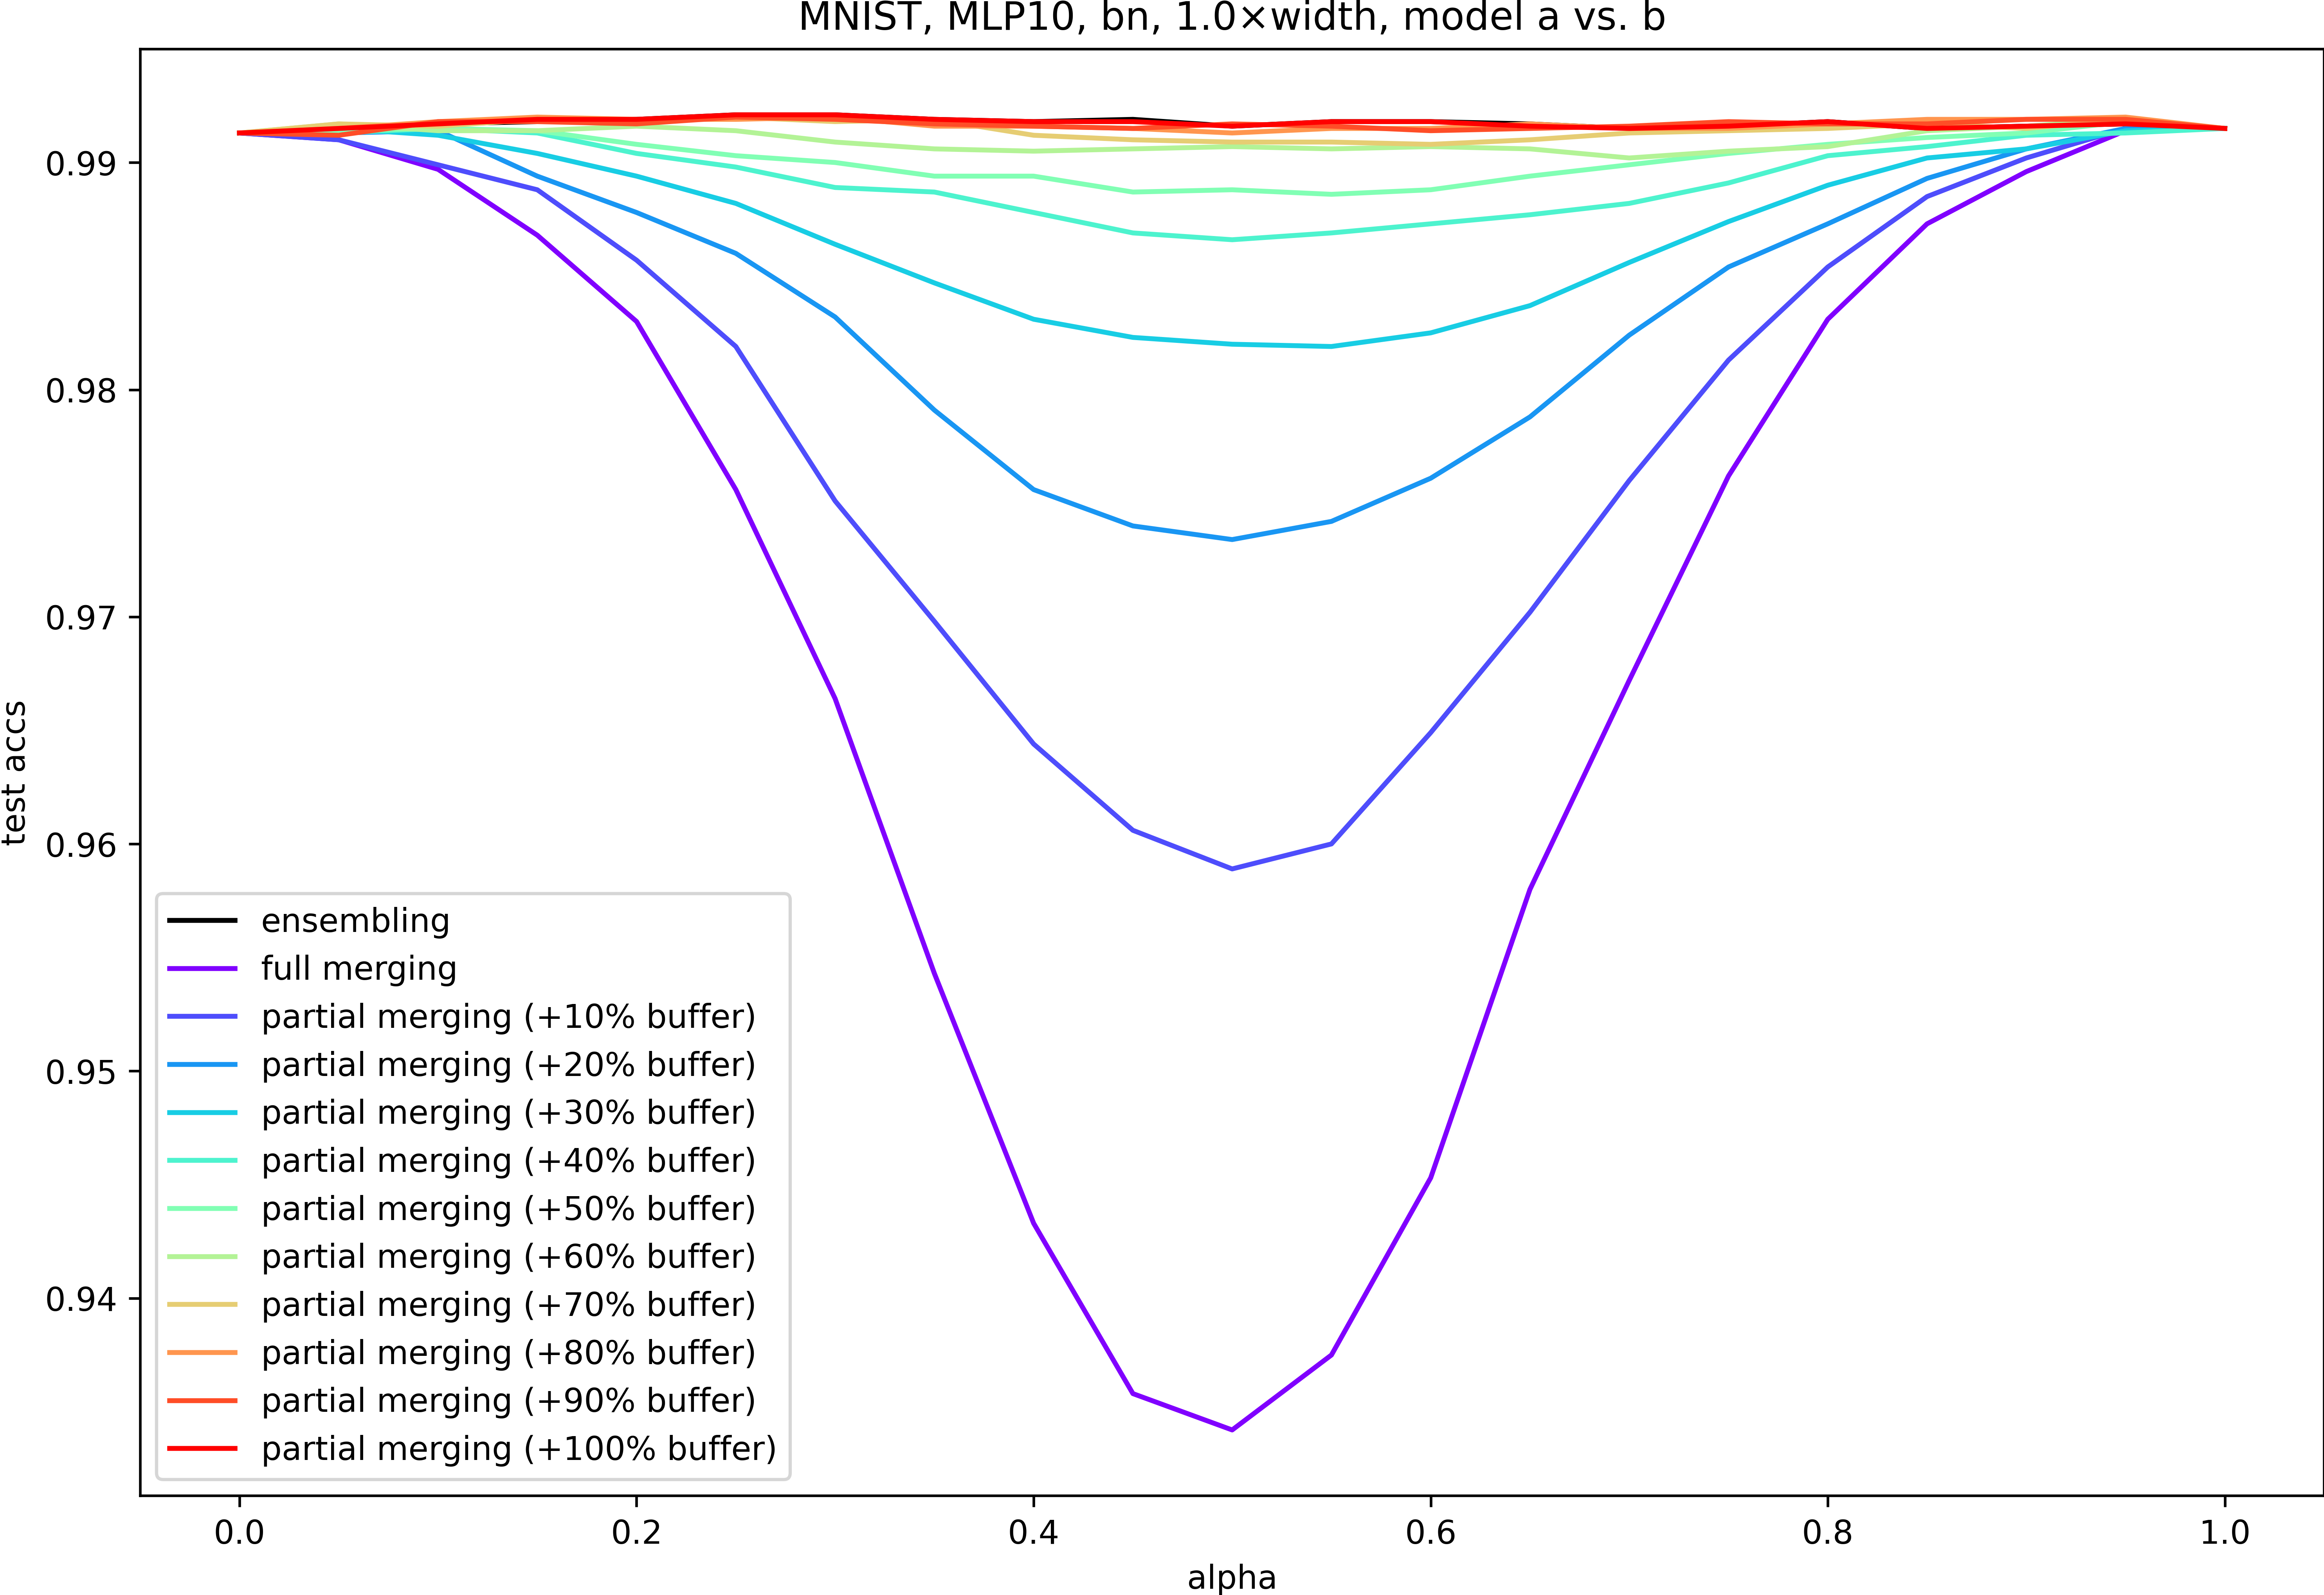 MNIST, MLP10, bn, 1.0×width, model a vs. b
test accs
0.99
0.98
0.97
0.96
0.95
0.94
ensembling
full merging
partial merging (+10% buffer)
partial merging (+20% buffer)
partial merging (+30% buffer)
partial merging (+40% buffer)
partial merging (+50% buffer)
partial merging (+60% buffer)
partial merging (+70% buffer)
partial merging (+80% buffer)
partial merging (+90% buffer)
partial merging (+100% buffer)
0.0 0.2 0.4 0.6 0.8 1.0
alpha